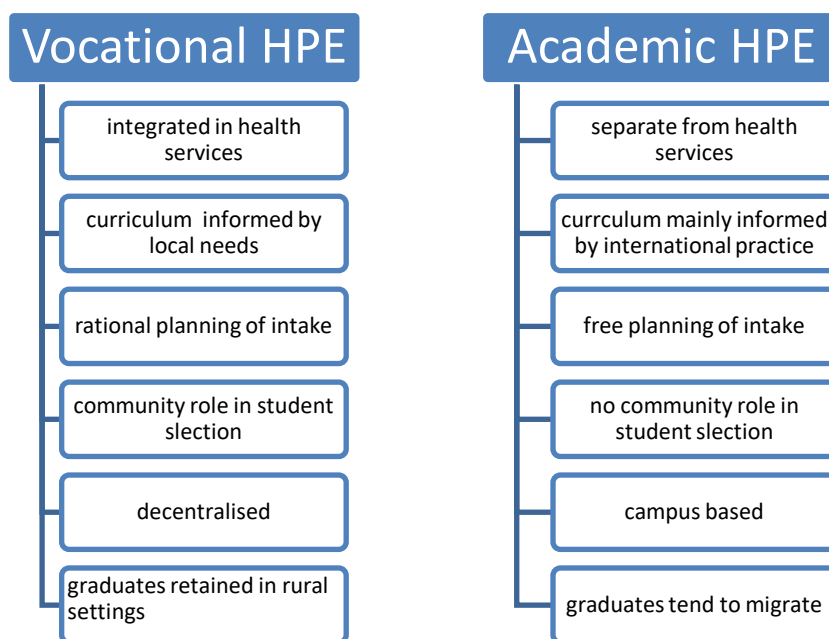 Vocational HPE
integrated in health
services
curriculum informed by
local needs
rational planning of intake
community role in student
slection
decentralised
graduates retained in rural
settings
Academic HPE
separate from health
services
currculum mainly informed
by international practice
free planning of intake
no community role in
student slection
campus based
graduates tend to migrate